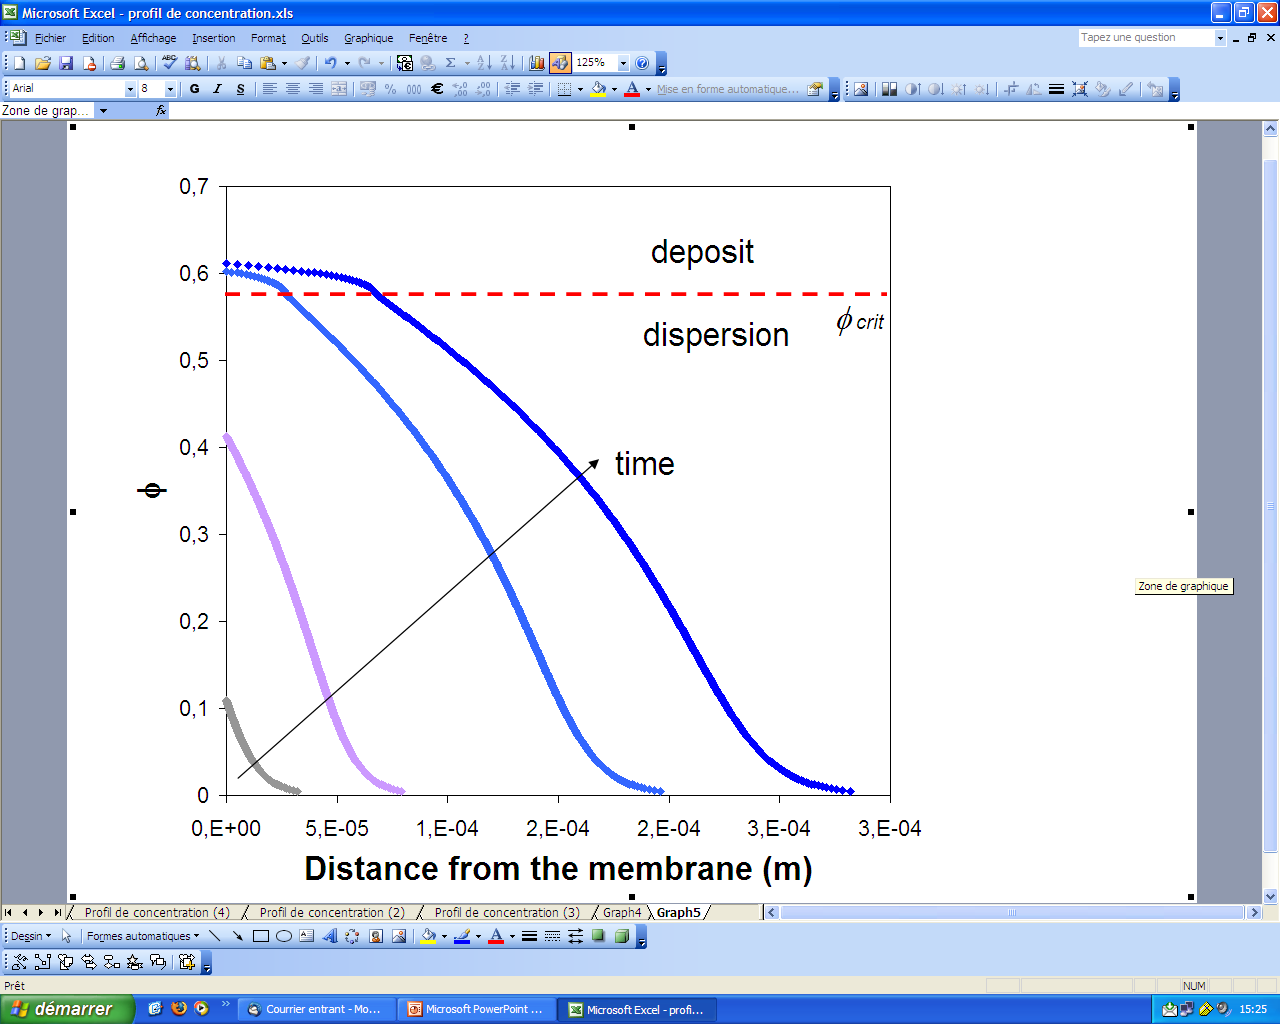 Microsoft Excel - profil de concentration.xls
Fichier Edition Affichage Insertion Format Outils Graphique Fenêtre ? Tapez une question
125%
Arial 8 G I S 000 € Mise en forme automatique...
Zone de grap... fx
0,7
deposit
0,6
ϕ crit
dispersion
0,5
0,4
time
ϕ
0,3
Zone de graphique
0,2
0,1
0
0,E+00 5,E-05 1,E-04 2,E-04 2,E-04 3,E-04 3,E-04
Distance from the membrane (m)
Profil de concentration (4) Profil de concentration (2) Profil de concentration (3) Graph4 Graph5
Dessin Formes automatiques
Prêt NUM
démarrer Courrier entrant - Mo... Microsoft PowerPoint ... Microsoft Excel - profi... 15:25